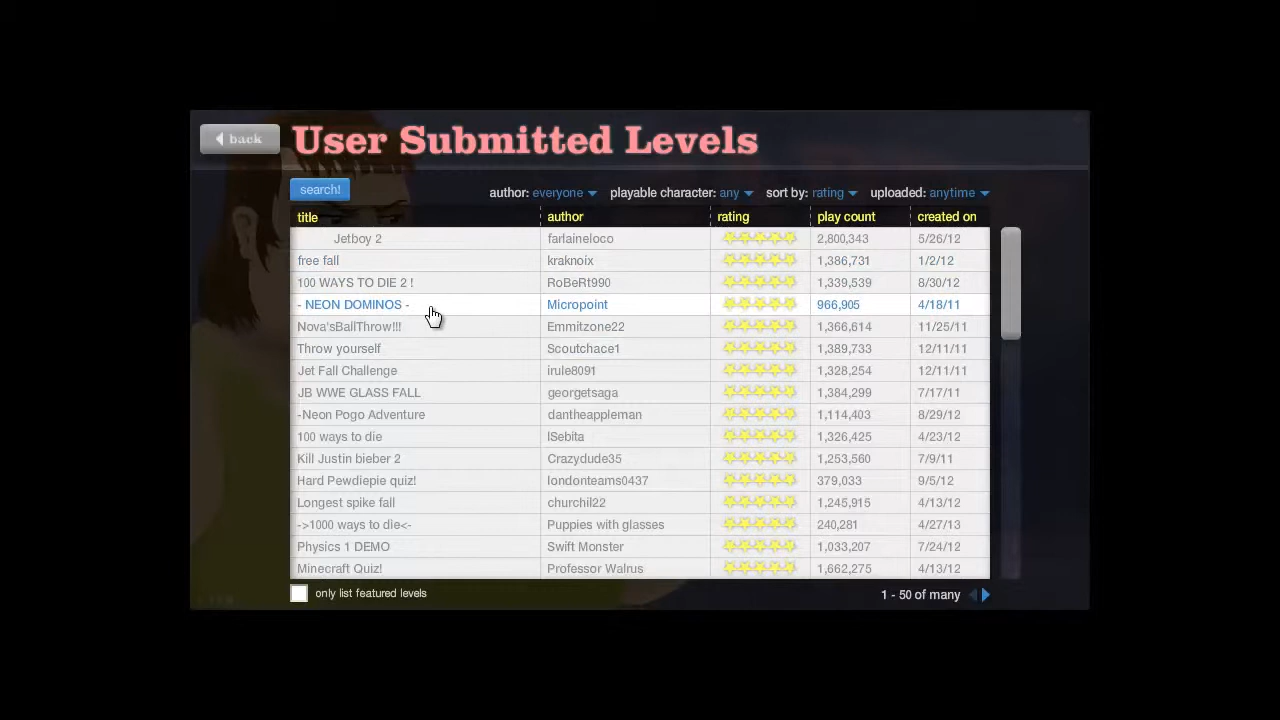 back
User Submitted Levels
search!
author: everyone playable character: any sort by: rating uploaded: anytime
title author rating play count created on
Jetboy 2 farlaineloco 2,800,343 5/26/12
free fall kraknoix 1,386,731 1/2/12
100 WAYS TO DIE 2 ! RoBeRt990 1,339,539 8/30/12
- NEON DOMINOS - Micropoint 966,905 4/18/11
Nova'sBallThrow!!! Emmitzone22 1,366,614 11/25/11
Throw yourself Scoutchace1 1,389,733 12/11/11
Jet Fall Challenge irule8091 1,328,254 12/11/11
JB WWE GLASS FALL georgetsaga 1,384,299 7/17/11
-Neon Pogo Adventure dantheappleman 1,114,403 8/29/12
100 ways to die ISebita 1,326,425 4/23/12
Kill Justin bieber 2 Crazydude35 1,253,560 7/9/11
Hard Pewdiepie quiz! londonteams0437 379,033 9/5/12
Longest spike fall churchil22 1,245,915 4/13/12
->1000 ways to die<- Puppies with glasses 240,281 4/27/13
Physics 1 DEMO Swift Monster 1,033,207 7/24/12
Minecraft Quiz! Professor Walrus 1,662,275 4/13/12
only list featured levels 1 - 50 of many